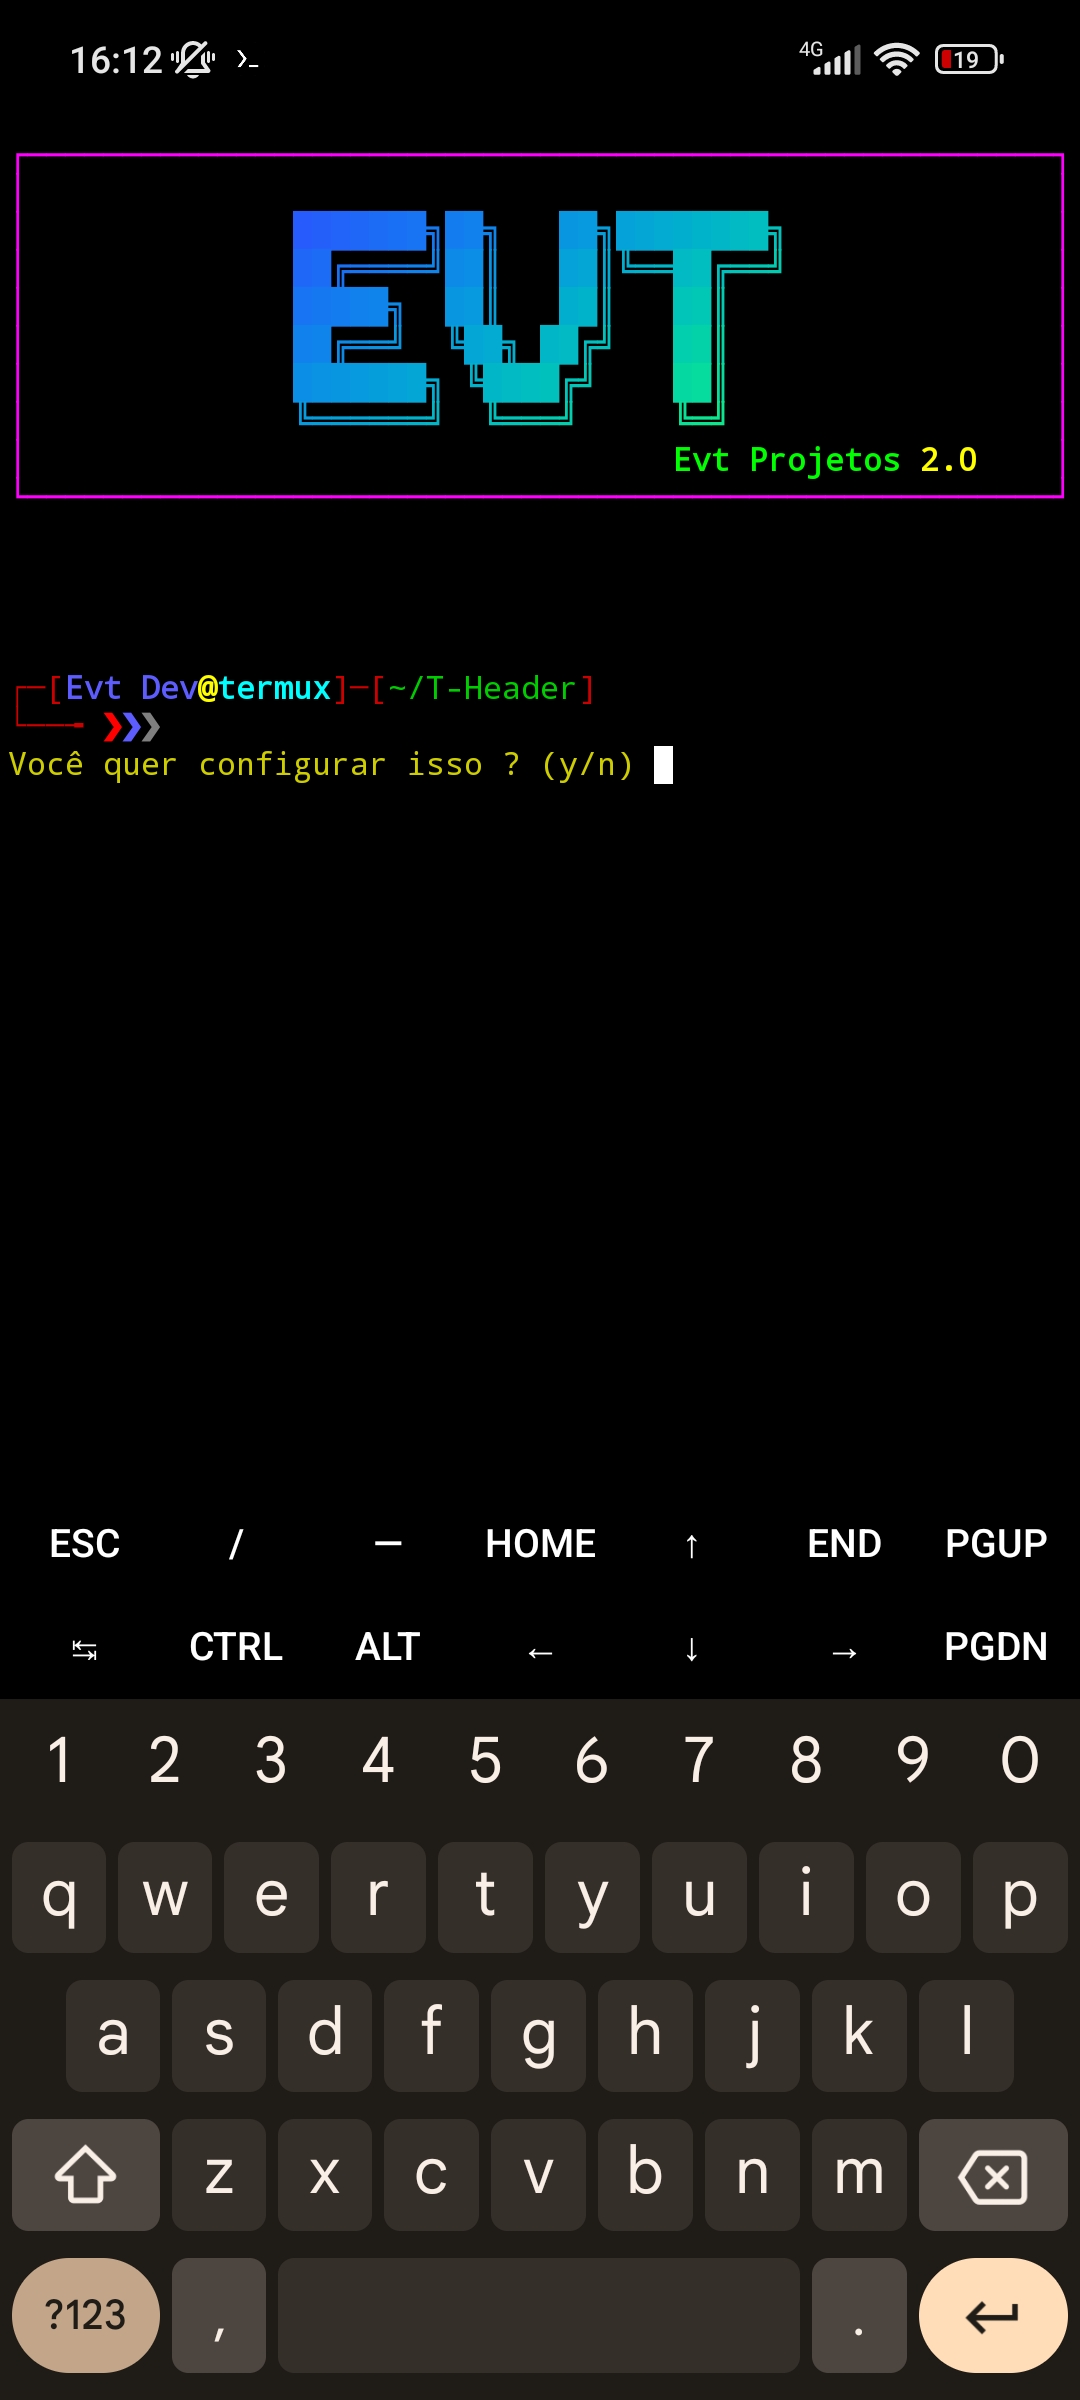 16:12 4G 19
EVT
Evt Projetos 2.0
┌─[Evt Dev@termux]─[~/T-Header]
└──╼ ❯❯❯
Você quer configurar isso ? (y/n)
ESC / — HOME ↑ END PGUP
↹ CTRL ALT ← ↓ → PGDN
1 2 3 4 5 6 7 8 9 0
q w e r t y u i o p
a s d f g h j k l
z x c v b n m
?123 , .